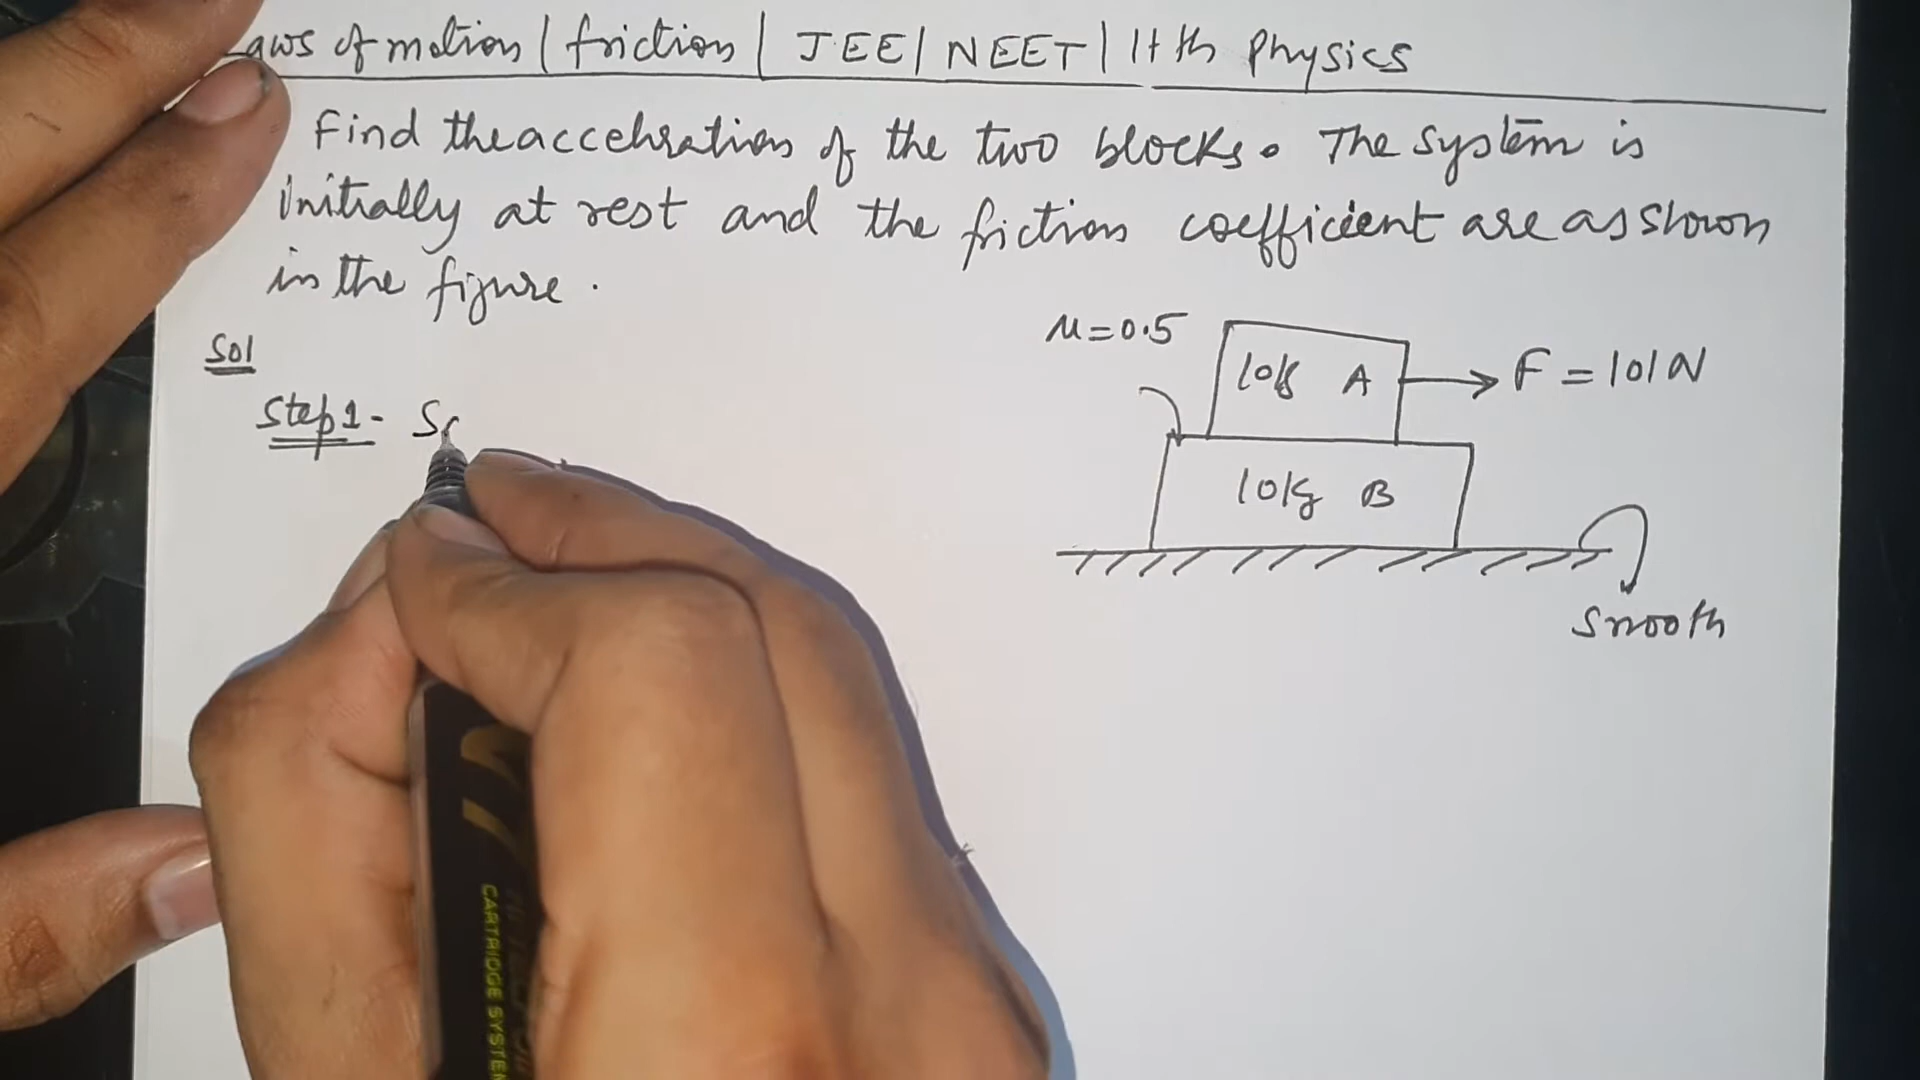 Laws of motion | friction | JEE | NEET | 11th Physics
Find the acceleration of the two blocks. The system is
initially at rest and the friction coefficient are as shown
in the figure.
Sol
μ=0.5
10kg A
F = 101N
Step 1 - So
10kg B
Smooth
CARTRIDGE SYSTEM